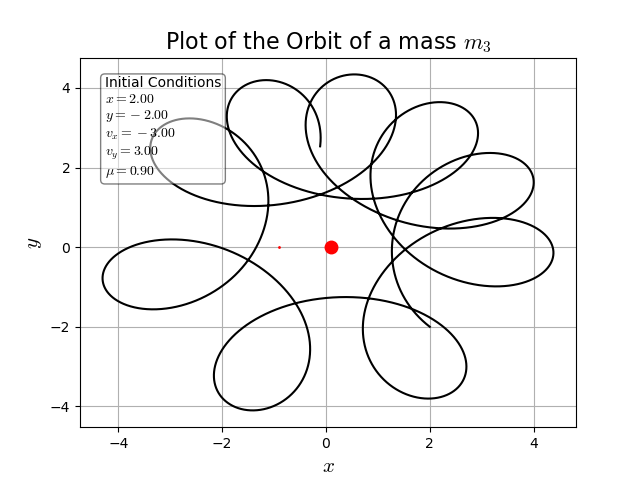 Plot of the Orbit of a mass m₃
Initial Conditions
x = 2.00
y = − 2.00
vₓ = − 3.00
v_y = 3.00
μ = 0.90
4
2
0
−2
−4
y
−4
−2
0
2
4
x